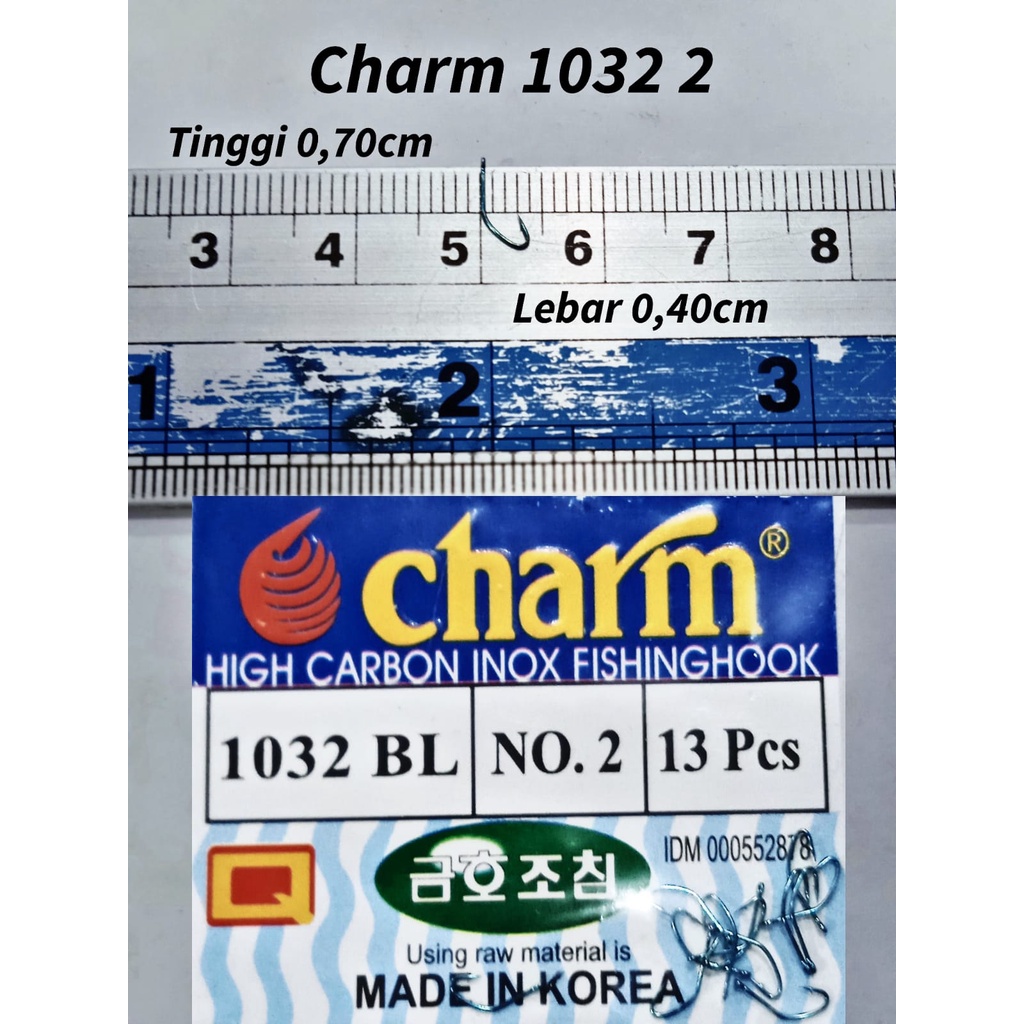 Charm 1032 2
Tinggi 0,70cm
3 4 5 6 7 8
Lebar 0,40cm
1 2 3
charm®
HIGH CARBON INOX FISHINGHOOK
1032 BL NO. 2 13 Pcs
IDM 000552878
금호조침
Using raw material is
MADE IN KOREA